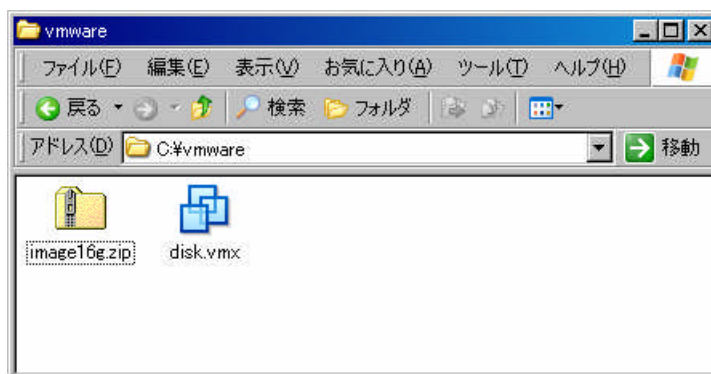 vmware
ファイル(F) 編集(E) 表示(V) お気に入り(A) ツール(T) ヘルプ(H)
戻る 検索 フォルダ
アドレス(D) C:¥vmware 移動
image16g.zip disk.vmx